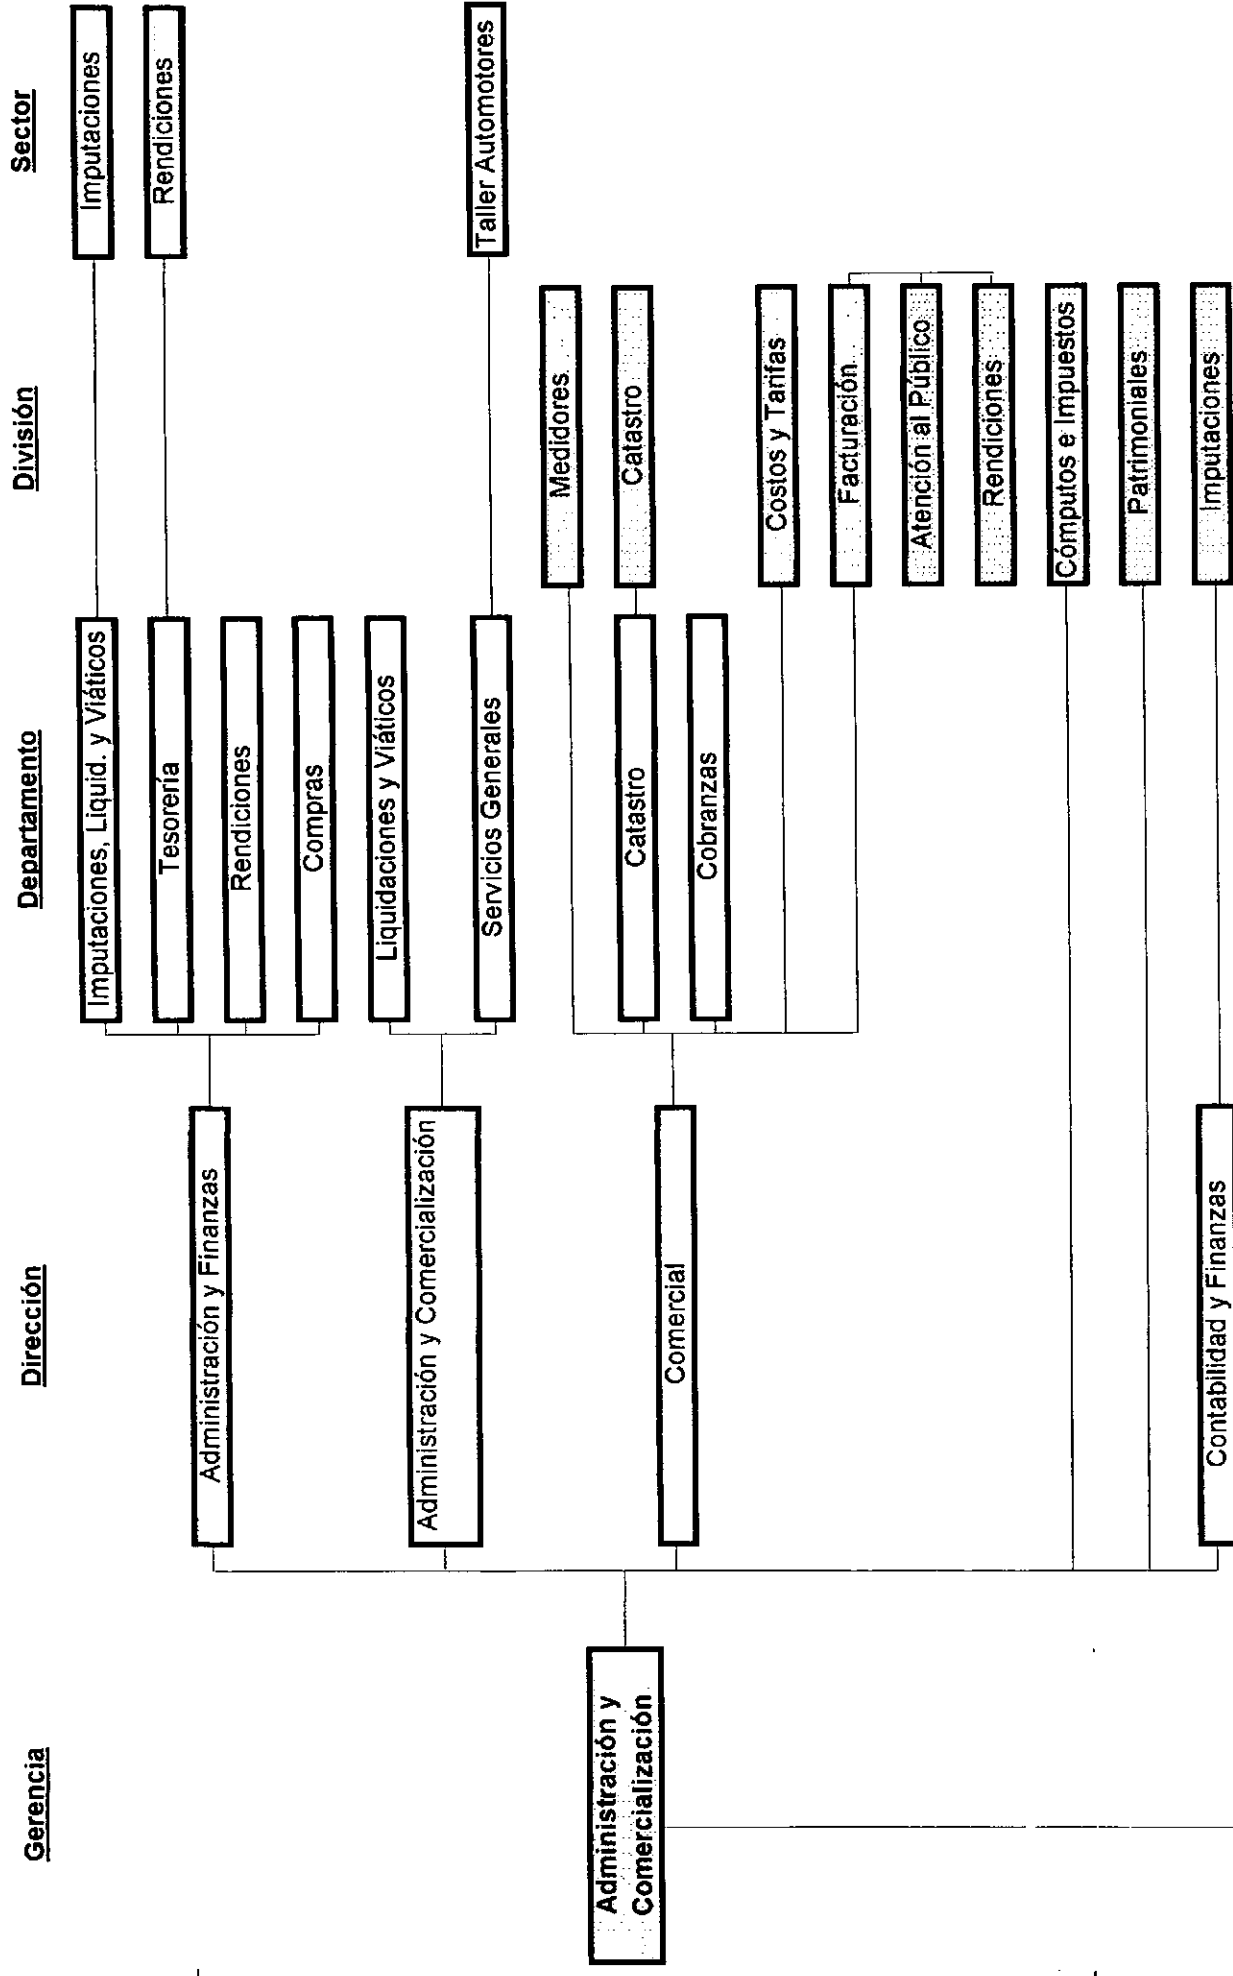 Gerencia
Dirección
Departamento
División
Sector
Administración y
Comercialización
Administración y Finanzas
Imputaciones, Liquid. y Viáticos
Imputaciones
Tesorería
Rendiciones
Rendiciones
Compras
Administración y Comercialización
Liquidaciones y Viáticos
Servicios Generales
Taller Automotores
Comercial
Medidores
Catastro
Catastro
Cobranzas
Costos y Tarifas
Facturación
Atención al Público
Rendiciones
Cómputos e Impuestos
Patrimoniales
Contabilidad y Finanzas
Imputaciones